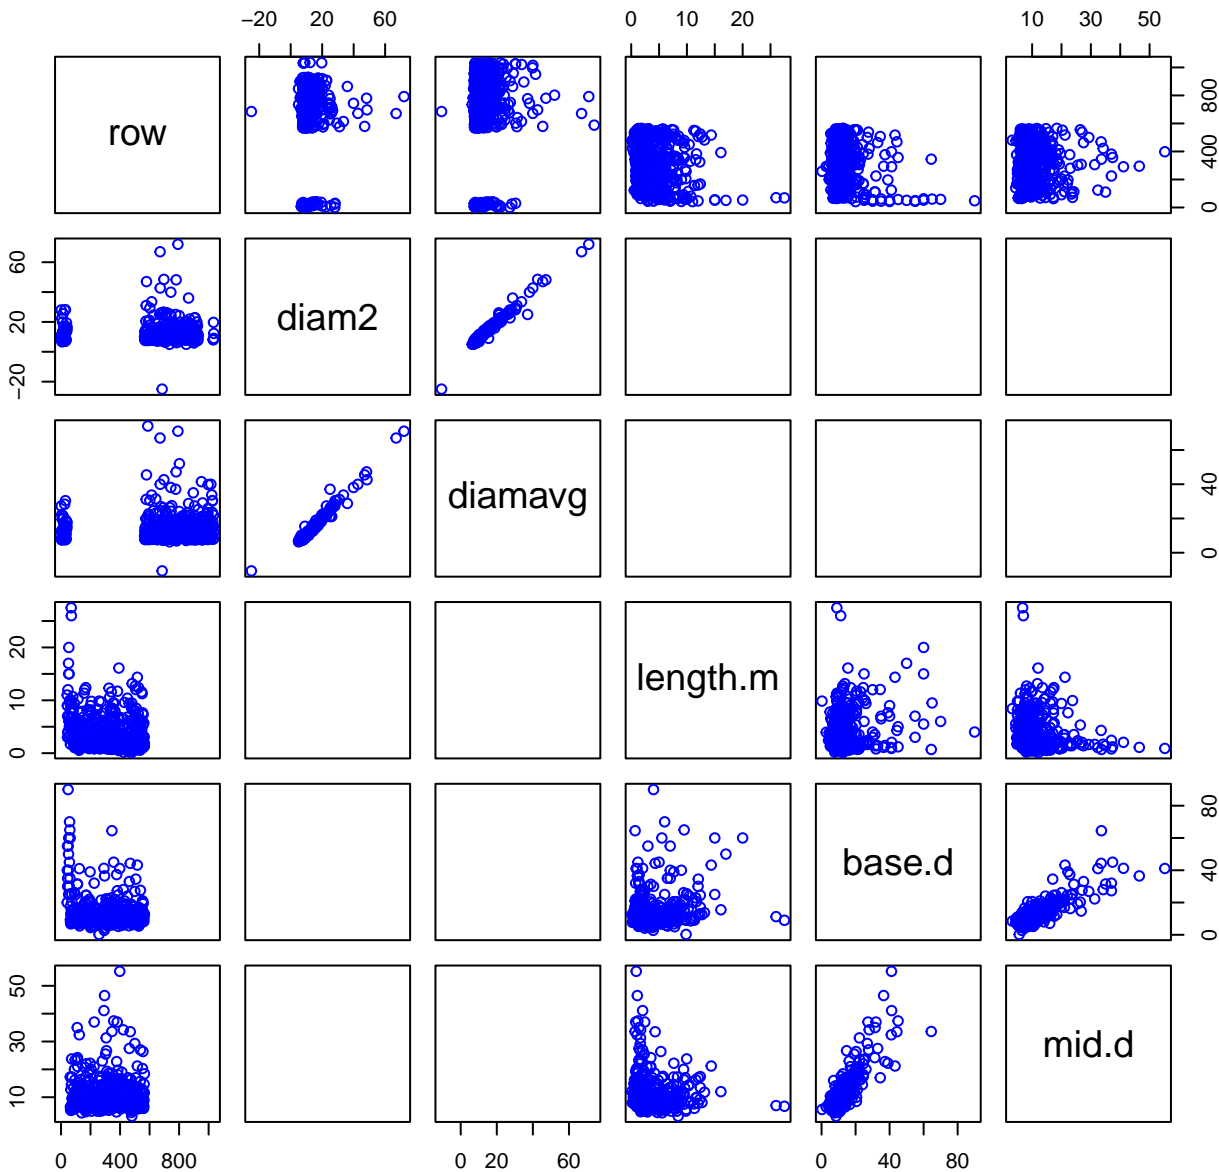 −20 20 60 0 10 20 10 30 50
row 0 400 800
−20 20 60 diam2
diamavg 0 40
0 10 20 length.m
base.d 0 40 80
10 30 50 mid.d
0 400 800 0 20 60 0 40 80